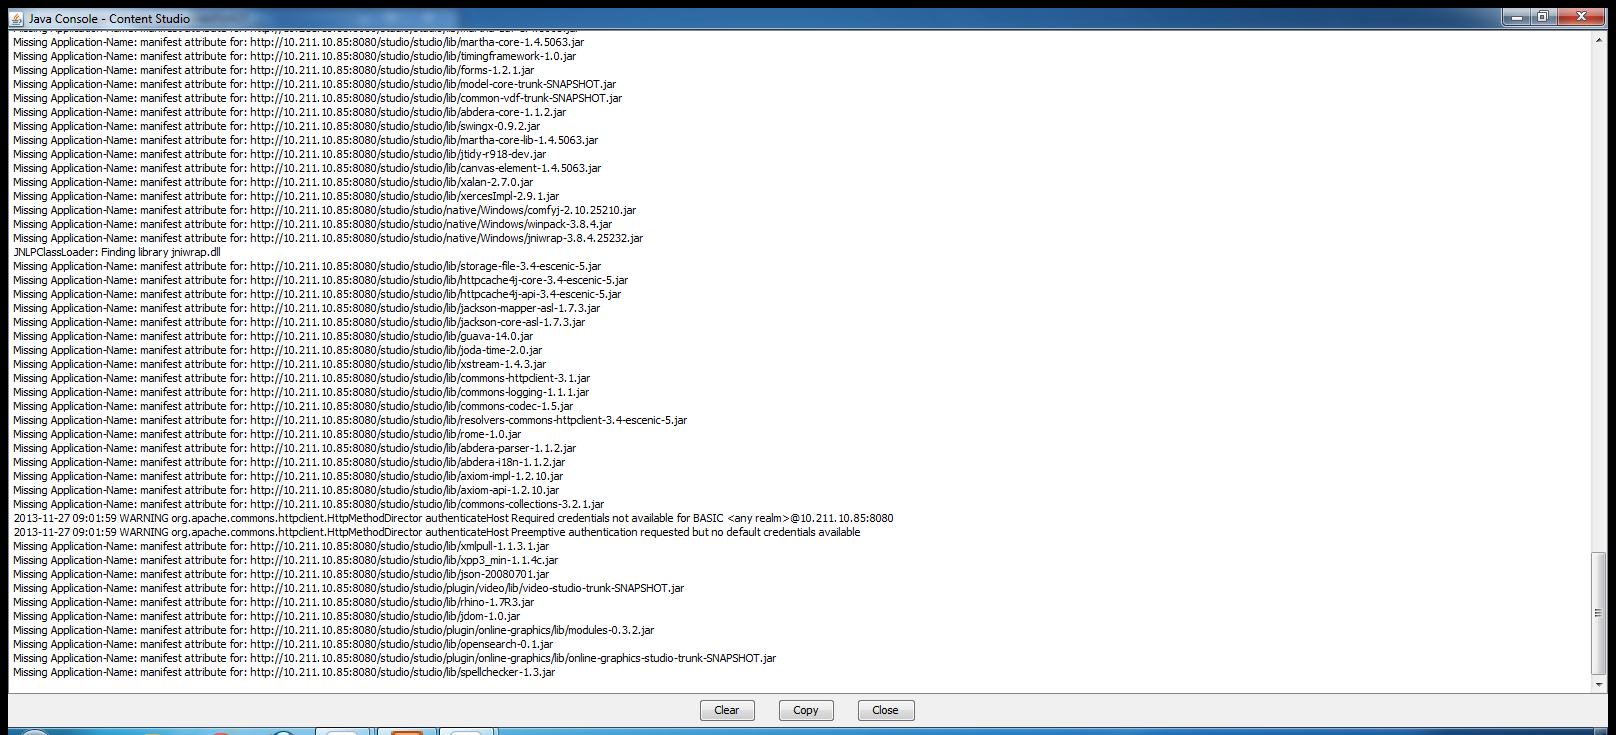 Java Console - Content Studio
Missing Application-Name: manifest attribute for: http://10.211.10.85:8080/studio/studio/lib/martha-core-1.4.5063.jar
Missing Application-Name: manifest attribute for: http://10.211.10.85:8080/studio/studio/lib/timingframework-1.0.jar
Missing Application-Name: manifest attribute for: http://10.211.10.85:8080/studio/studio/lib/forms-1.2.1.jar
Missing Application-Name: manifest attribute for: http://10.211.10.85:8080/studio/studio/lib/model-core-trunk-SNAPSHOT.jar
Missing Application-Name: manifest attribute for: http://10.211.10.85:8080/studio/studio/lib/common-vdf-trunk-SNAPSHOT.jar
Missing Application-Name: manifest attribute for: http://10.211.10.85:8080/studio/studio/lib/abdera-core-1.1.2.jar
Missing Application-Name: manifest attribute for: http://10.211.10.85:8080/studio/studio/lib/swingx-0.9.2.jar
Missing Application-Name: manifest attribute for: http://10.211.10.85:8080/studio/studio/lib/martha-core-lib-1.4.5063.jar
Missing Application-Name: manifest attribute for: http://10.211.10.85:8080/studio/studio/lib/jtidy-r918-dev.jar
Missing Application-Name: manifest attribute for: http://10.211.10.85:8080/studio/studio/lib/canvas-element-1.4.5063.jar
Missing Application-Name: manifest attribute for: http://10.211.10.85:8080/studio/studio/lib/xalan-2.7.0.jar
Missing Application-Name: manifest attribute for: http://10.211.10.85:8080/studio/studio/lib/xercesImpl-2.9.1.jar
Missing Application-Name: manifest attribute for: http://10.211.10.85:8080/studio/studio/native/Windows/comfyj-2.10.25210.jar
Missing Application-Name: manifest attribute for: http://10.211.10.85:8080/studio/studio/native/Windows/winpack-3.8.4.jar
Missing Application-Name: manifest attribute for: http://10.211.10.85:8080/studio/studio/native/Windows/jniwrap-3.8.4.25232.jar
JNLPClassLoader: Finding library jniwrap.dll
Missing Application-Name: manifest attribute for: http://10.211.10.85:8080/studio/studio/lib/storage-file-3.4-escenic-5.jar
Missing Application-Name: manifest attribute for: http://10.211.10.85:8080/studio/studio/lib/httpcache4j-core-3.4-escenic-5.jar
Missing Application-Name: manifest attribute for: http://10.211.10.85:8080/studio/studio/lib/httpcache4j-api-3.4-escenic-5.jar
Missing Application-Name: manifest attribute for: http://10.211.10.85:8080/studio/studio/lib/jackson-mapper-asl-1.7.3.jar
Missing Application-Name: manifest attribute for: http://10.211.10.85:8080/studio/studio/lib/jackson-core-asl-1.7.3.jar
Missing Application-Name: manifest attribute for: http://10.211.10.85:8080/studio/studio/lib/guava-14.0.jar
Missing Application-Name: manifest attribute for: http://10.211.10.85:8080/studio/studio/lib/joda-time-2.0.jar
Missing Application-Name: manifest attribute for: http://10.211.10.85:8080/studio/studio/lib/xstream-1.4.3.jar
Missing Application-Name: manifest attribute for: http://10.211.10.85:8080/studio/studio/lib/commons-httpclient-3.1.jar
Missing Application-Name: manifest attribute for: http://10.211.10.85:8080/studio/studio/lib/commons-logging-1.1.1.jar
Missing Application-Name: manifest attribute for: http://10.211.10.85:8080/studio/studio/lib/commons-codec-1.5.jar
Missing Application-Name: manifest attribute for: http://10.211.10.85:8080/studio/studio/lib/resolvers-commons-httpclient-3.4-escenic-5.jar
Missing Application-Name: manifest attribute for: http://10.211.10.85:8080/studio/studio/lib/rome-1.0.jar
Missing Application-Name: manifest attribute for: http://10.211.10.85:8080/studio/studio/lib/abdera-parser-1.1.2.jar
Missing Application-Name: manifest attribute for: http://10.211.10.85:8080/studio/studio/lib/abdera-i18n-1.1.2.jar
Missing Application-Name: manifest attribute for: http://10.211.10.85:8080/studio/studio/lib/axiom-impl-1.2.10.jar
Missing Application-Name: manifest attribute for: http://10.211.10.85:8080/studio/studio/lib/axiom-api-1.2.10.jar
Missing Application-Name: manifest attribute for: http://10.211.10.85:8080/studio/studio/lib/commons-collections-3.2.1.jar
2013-11-27 09:01:59 WARNING org.apache.commons.httpclient.HttpMethodDirector authenticateHost Required credentials not available for BASIC <any realm>@10.211.10.85:8080
2013-11-27 09:01:59 WARNING org.apache.commons.httpclient.HttpMethodDirector authenticateHost Preemptive authentication requested but no default credentials available
Missing Application-Name: manifest attribute for: http://10.211.10.85:8080/studio/studio/lib/xmlpull-1.1.3.1.jar
Missing Application-Name: manifest attribute for: http://10.211.10.85:8080/studio/studio/lib/xpp3_min-1.1.4c.jar
Missing Application-Name: manifest attribute for: http://10.211.10.85:8080/studio/studio/lib/json-20080701.jar
Missing Application-Name: manifest attribute for: http://10.211.10.85:8080/studio/studio/plugin/video/lib/video-studio-trunk-SNAPSHOT.jar
Missing Application-Name: manifest attribute for: http://10.211.10.85:8080/studio/studio/lib/rhino-1.7R3.jar
Missing Application-Name: manifest attribute for: http://10.211.10.85:8080/studio/studio/lib/jdom-1.0.jar
Missing Application-Name: manifest attribute for: http://10.211.10.85:8080/studio/studio/plugin/online-graphics/lib/modules-0.3.2.jar
Missing Application-Name: manifest attribute for: http://10.211.10.85:8080/studio/studio/lib/opensearch-0.1.jar
Missing Application-Name: manifest attribute for: http://10.211.10.85:8080/studio/studio/plugin/online-graphics/lib/online-graphics-studio-trunk-SNAPSHOT.jar
Missing Application-Name: manifest attribute for: http://10.211.10.85:8080/studio/studio/lib/spellchecker-1.3.jar
Clear Copy Close